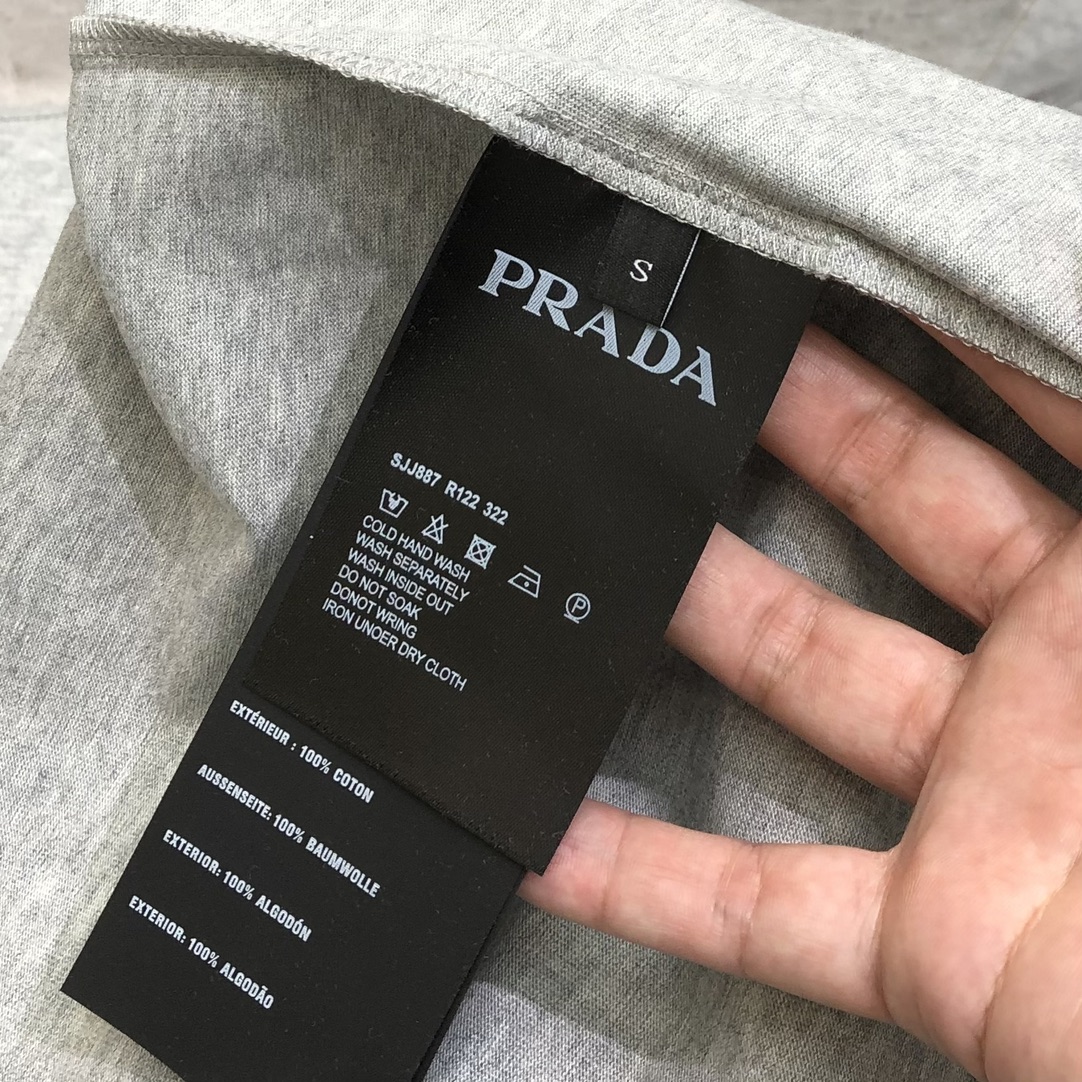 S
PRADA
SJJ887 R122 322
P
COLD HAND WASH
WASH SEPARATELY
WASH INSIDE OUT
DO NOT SOAK
DONOT WRING
IRON UNOER DRY CLOTH
EXTÉRIEUR : 100% COTON
AUSSENSEITE: 100% BAUMWOLLE
EXTERIOR: 100% ALGODÓN
EXTERIOR: 100% ALGODÃO